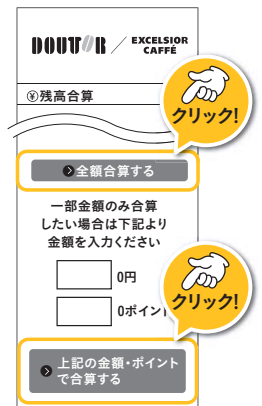 DOUTOR / EXCELSIOR CAFFÉ
¥残高合算
クリック!
全額合算する
一部金額のみ合算
したい場合は下記より
金額を入力ください
0円
0ポイント
クリック!
上記の金額・ポイント
で合算する